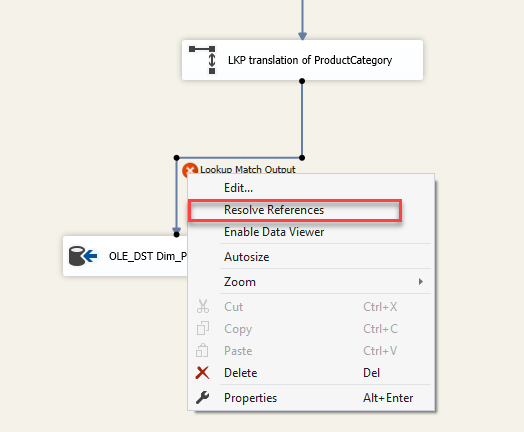 LKP translation of ProductCategory
Lookup Match Output
Edit...
Resolve References
OLE_DST Dim_P
Enable Data Viewer
Autosize
Zoom
Cut Ctrl+X
Copy Ctrl+C
Paste Ctrl+V
Delete Del
Properties Alt+Enter